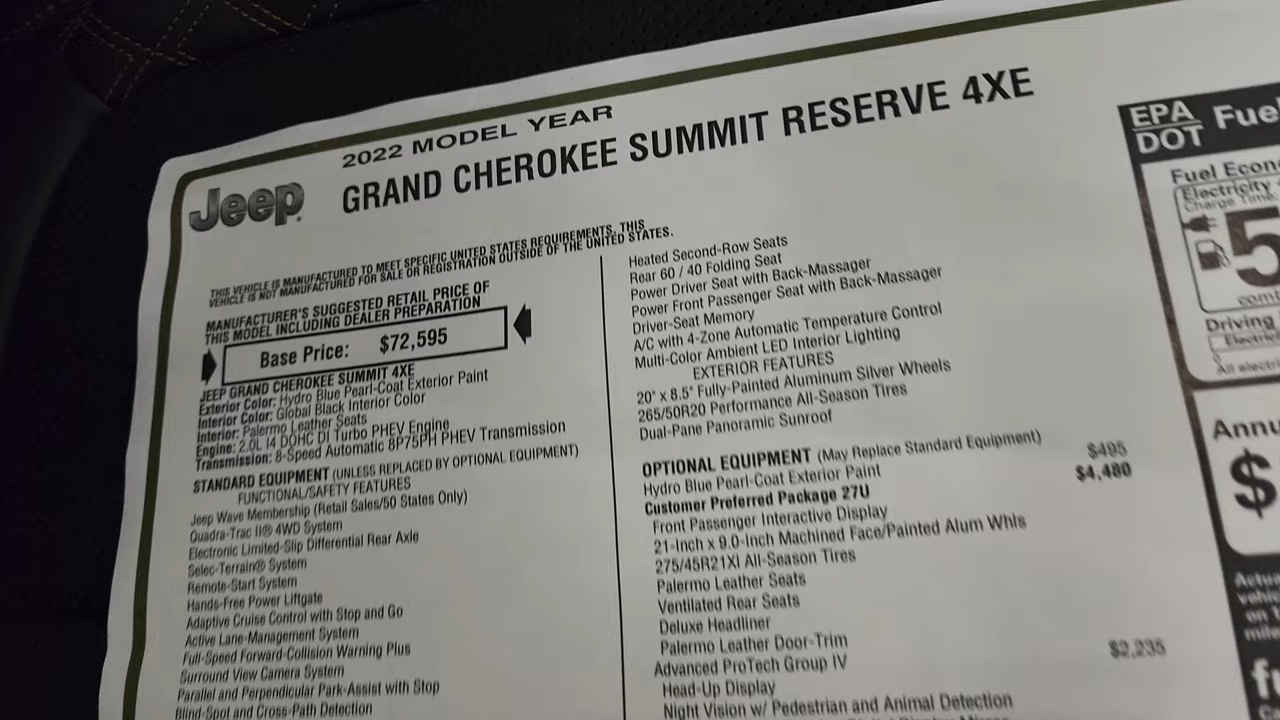 2022 MODEL YEAR
Jeep
GRAND CHEROKEE SUMMIT RESERVE 4XE
THIS VEHICLE IS MANUFACTURED TO MEET SPECIFIC UNITED STATES REQUIREMENTS, THIS
VEHICLE IS NOT MANUFACTURED FOR SALE OR REGISTRATION OUTSIDE OF THE UNITED STATES.
MANUFACTURER'S SUGGESTED RETAIL PRICE OF
THIS MODEL INCLUDING DEALER PREPARATION
Base Price: $72,595
JEEP GRAND CHEROKEE SUMMIT 4XE
Exterior Color: Hydro Blue Pearl-Coat Exterior Paint
Interior Color: Global Black Interior Color
Interior: Palermo Leather Seats
Engine: 2.0L I4 DOHC DI Turbo PHEV Engine
Transmission: 8-Speed Automatic 8P75PH PHEV Transmission
STANDARD EQUIPMENT (UNLESS REPLACED BY OPTIONAL EQUIPMENT)
FUNCTIONAL/SAFETY FEATURES
Jeep Wave Membership (Retail Sales/50 States Only)
Quadra-Trac II® 4WD System
Electronic Limited-Slip Differential Rear Axle
Selec-Terrain® System
Remote-Start System
Hands-Free Power Liftgate
Adaptive Cruise Control with Stop and Go
Active Lane-Management System
Full-Speed Forward-Collision Warning Plus
Surround View Camera System
Parallel and Perpendicular Park-Assist with Stop
Blind-Spot and Cross-Path Detection
Heated Second-Row Seats
Rear 60 / 40 Folding Seat
Power Driver Seat with Back-Massager
Power Front Passenger Seat with Back-Massager
Driver-Seat Memory
A/C with 4-Zone Automatic Temperature Control
Multi-Color Ambient LED Interior Lighting
EXTERIOR FEATURES
20" x 8.5" Fully-Painted Aluminum Silver Wheels
265/50R20 Performance All-Season Tires
Dual-Pane Panoramic Sunroof
OPTIONAL EQUIPMENT (May Replace Standard Equipment)
Hydro Blue Pearl-Coat Exterior Paint $495
Customer Preferred Package 27U $4,480
Front Passenger Interactive Display
21-Inch x 9.0-Inch Machined Face/Painted Alum Whls
275/45R21Xl All-Season Tires
Palermo Leather Seats
Ventilated Rear Seats
Deluxe Headliner
Palermo Leather Door-Trim
Advanced ProTech Group IV $2,235
Head-Up Display
Night Vision w/ Pedestrian and Animal Detection
EPA
DOT Fue
Fuel Econ
Electricity
Charge Time:
5
Driving
Electric
All electri
Annu
$